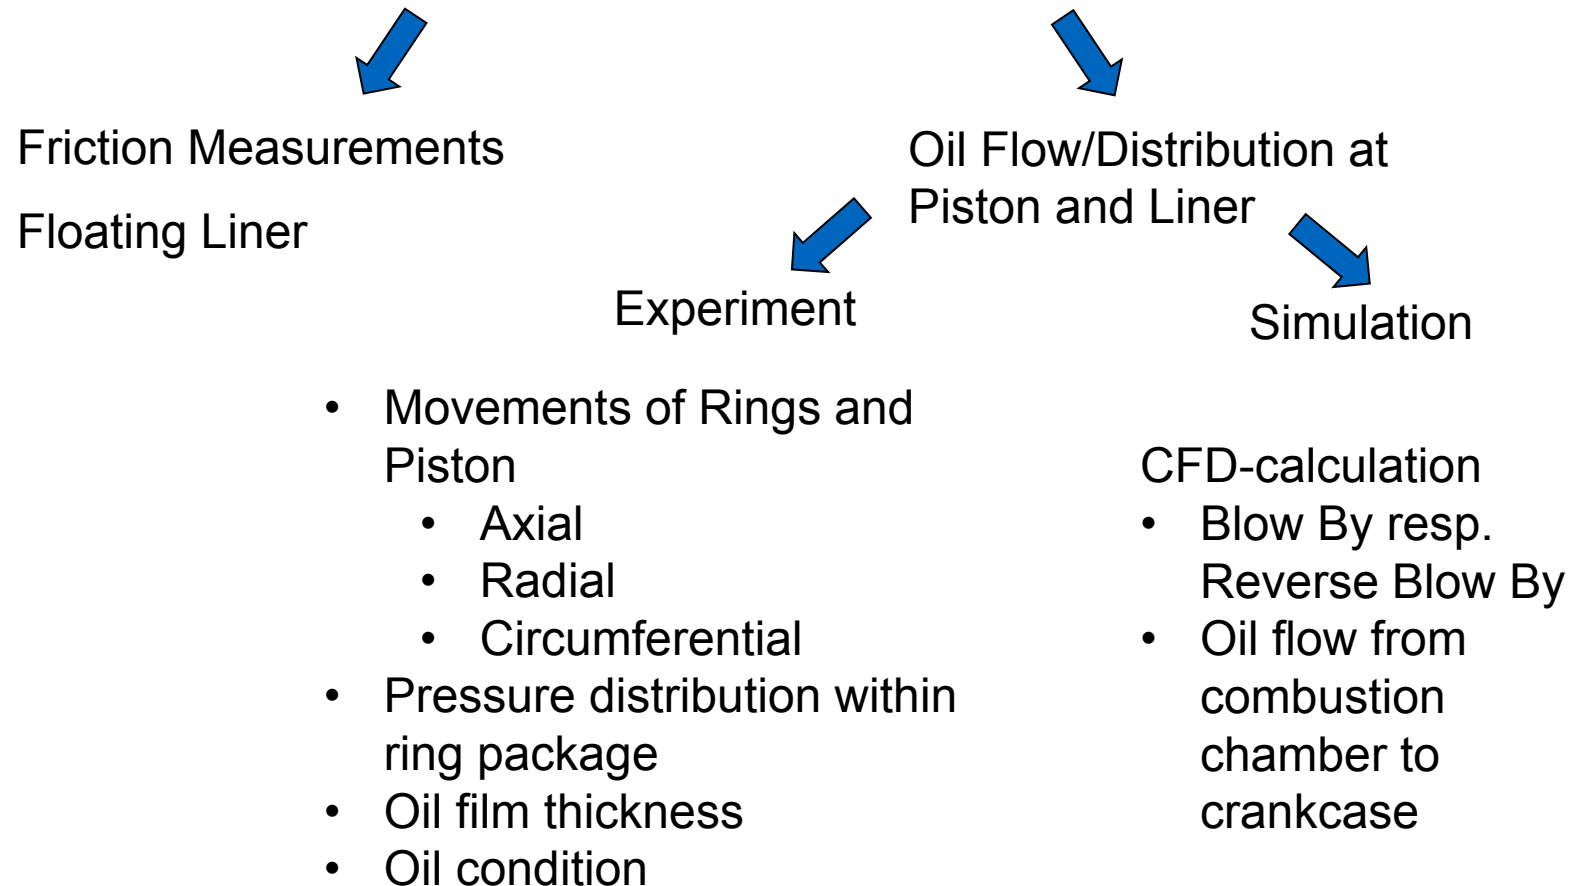 Friction Measurements
Floating Liner
Oil Flow/Distribution at
Piston and Liner
Experiment
• Movements of Rings and
Piston
• Axial
• Radial
• Circumferential
• Pressure distribution within
ring package
• Oil film thickness
• Oil condition
Simulation
CFD-calculation
• Blow By resp.
Reverse Blow By
• Oil flow from
combustion
chamber to
crankcase